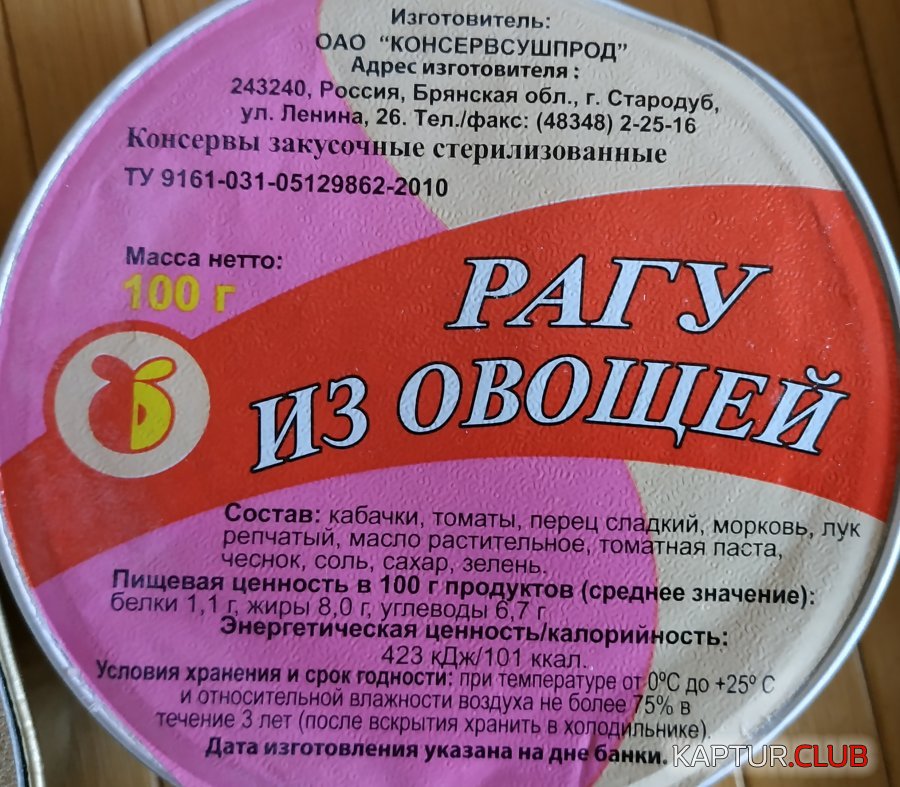 Изготовитель:
ОАО “КОНСЕРВСУШПРОД”
Адрес изготовителя :
243240, Россия, Брянская обл., г. Стародуб,
ул. Ленина, 26. Тел./факс: (48348) 2-25-16
Консервы закусочные стерилизованные
ТУ 9161-031-05129862-2010
Масса нетто:
100 г
РАГУ
ИЗ ОВОЩЕЙ
Состав: кабачки, томаты, перец сладкий, морковь, лук
репчатый, масло растительное, томатная паста,
чеснок, соль, сахар, зелень.
Пищевая ценность в 100 г продуктов (среднее значение):
белки 1,1 г, жиры 8,0 г, углеводы 6,7 г
Энергетическая ценность/калорийность:
423 кДж/101 ккал.
Условия хранения и срок годности: при температуре от 0⁰С до +25⁰ С
и относительной влажности воздуха не более 75% в
течение 3 лет (после вскрытия хранить в холодильнике).
Дата изготовления указана на дне банки.
KAPTUR.CLUB